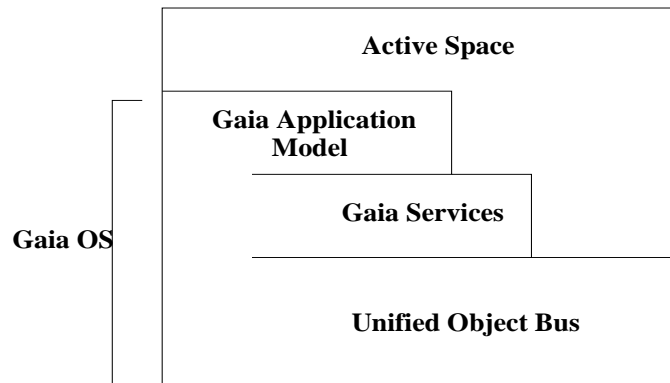 Active Space
Gaia Application
Model
Gaia Services
Gaia OS
Unified Object Bus